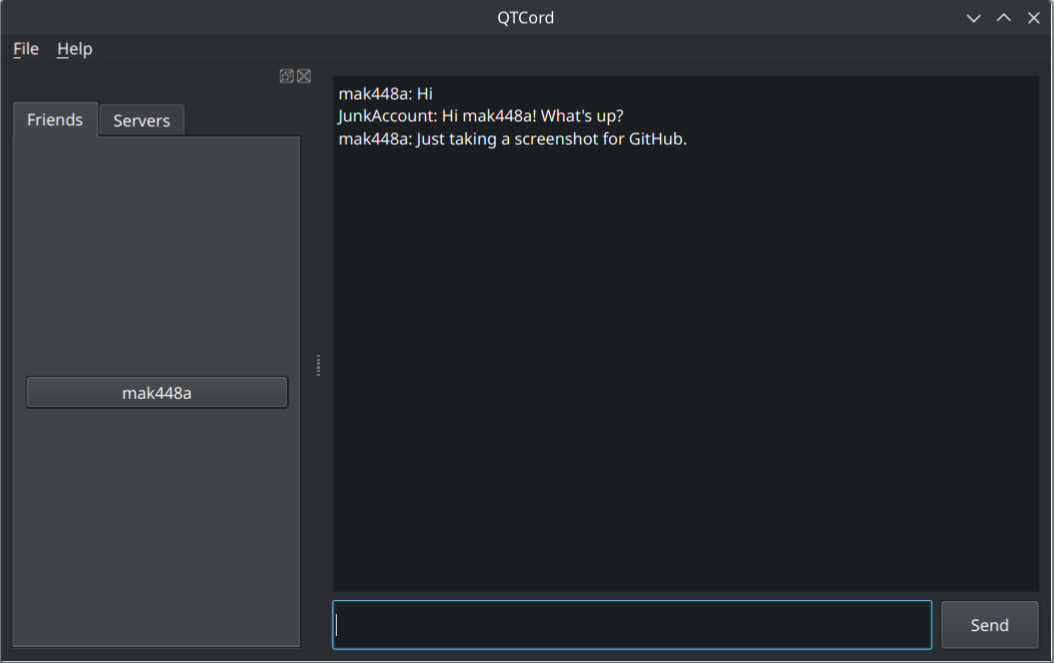 QTCord
File Help
Friends Servers
mak448a
mak448a: Hi
JunkAccount: Hi mak448a! What's up?
mak448a: Just taking a screenshot for GitHub.
Send